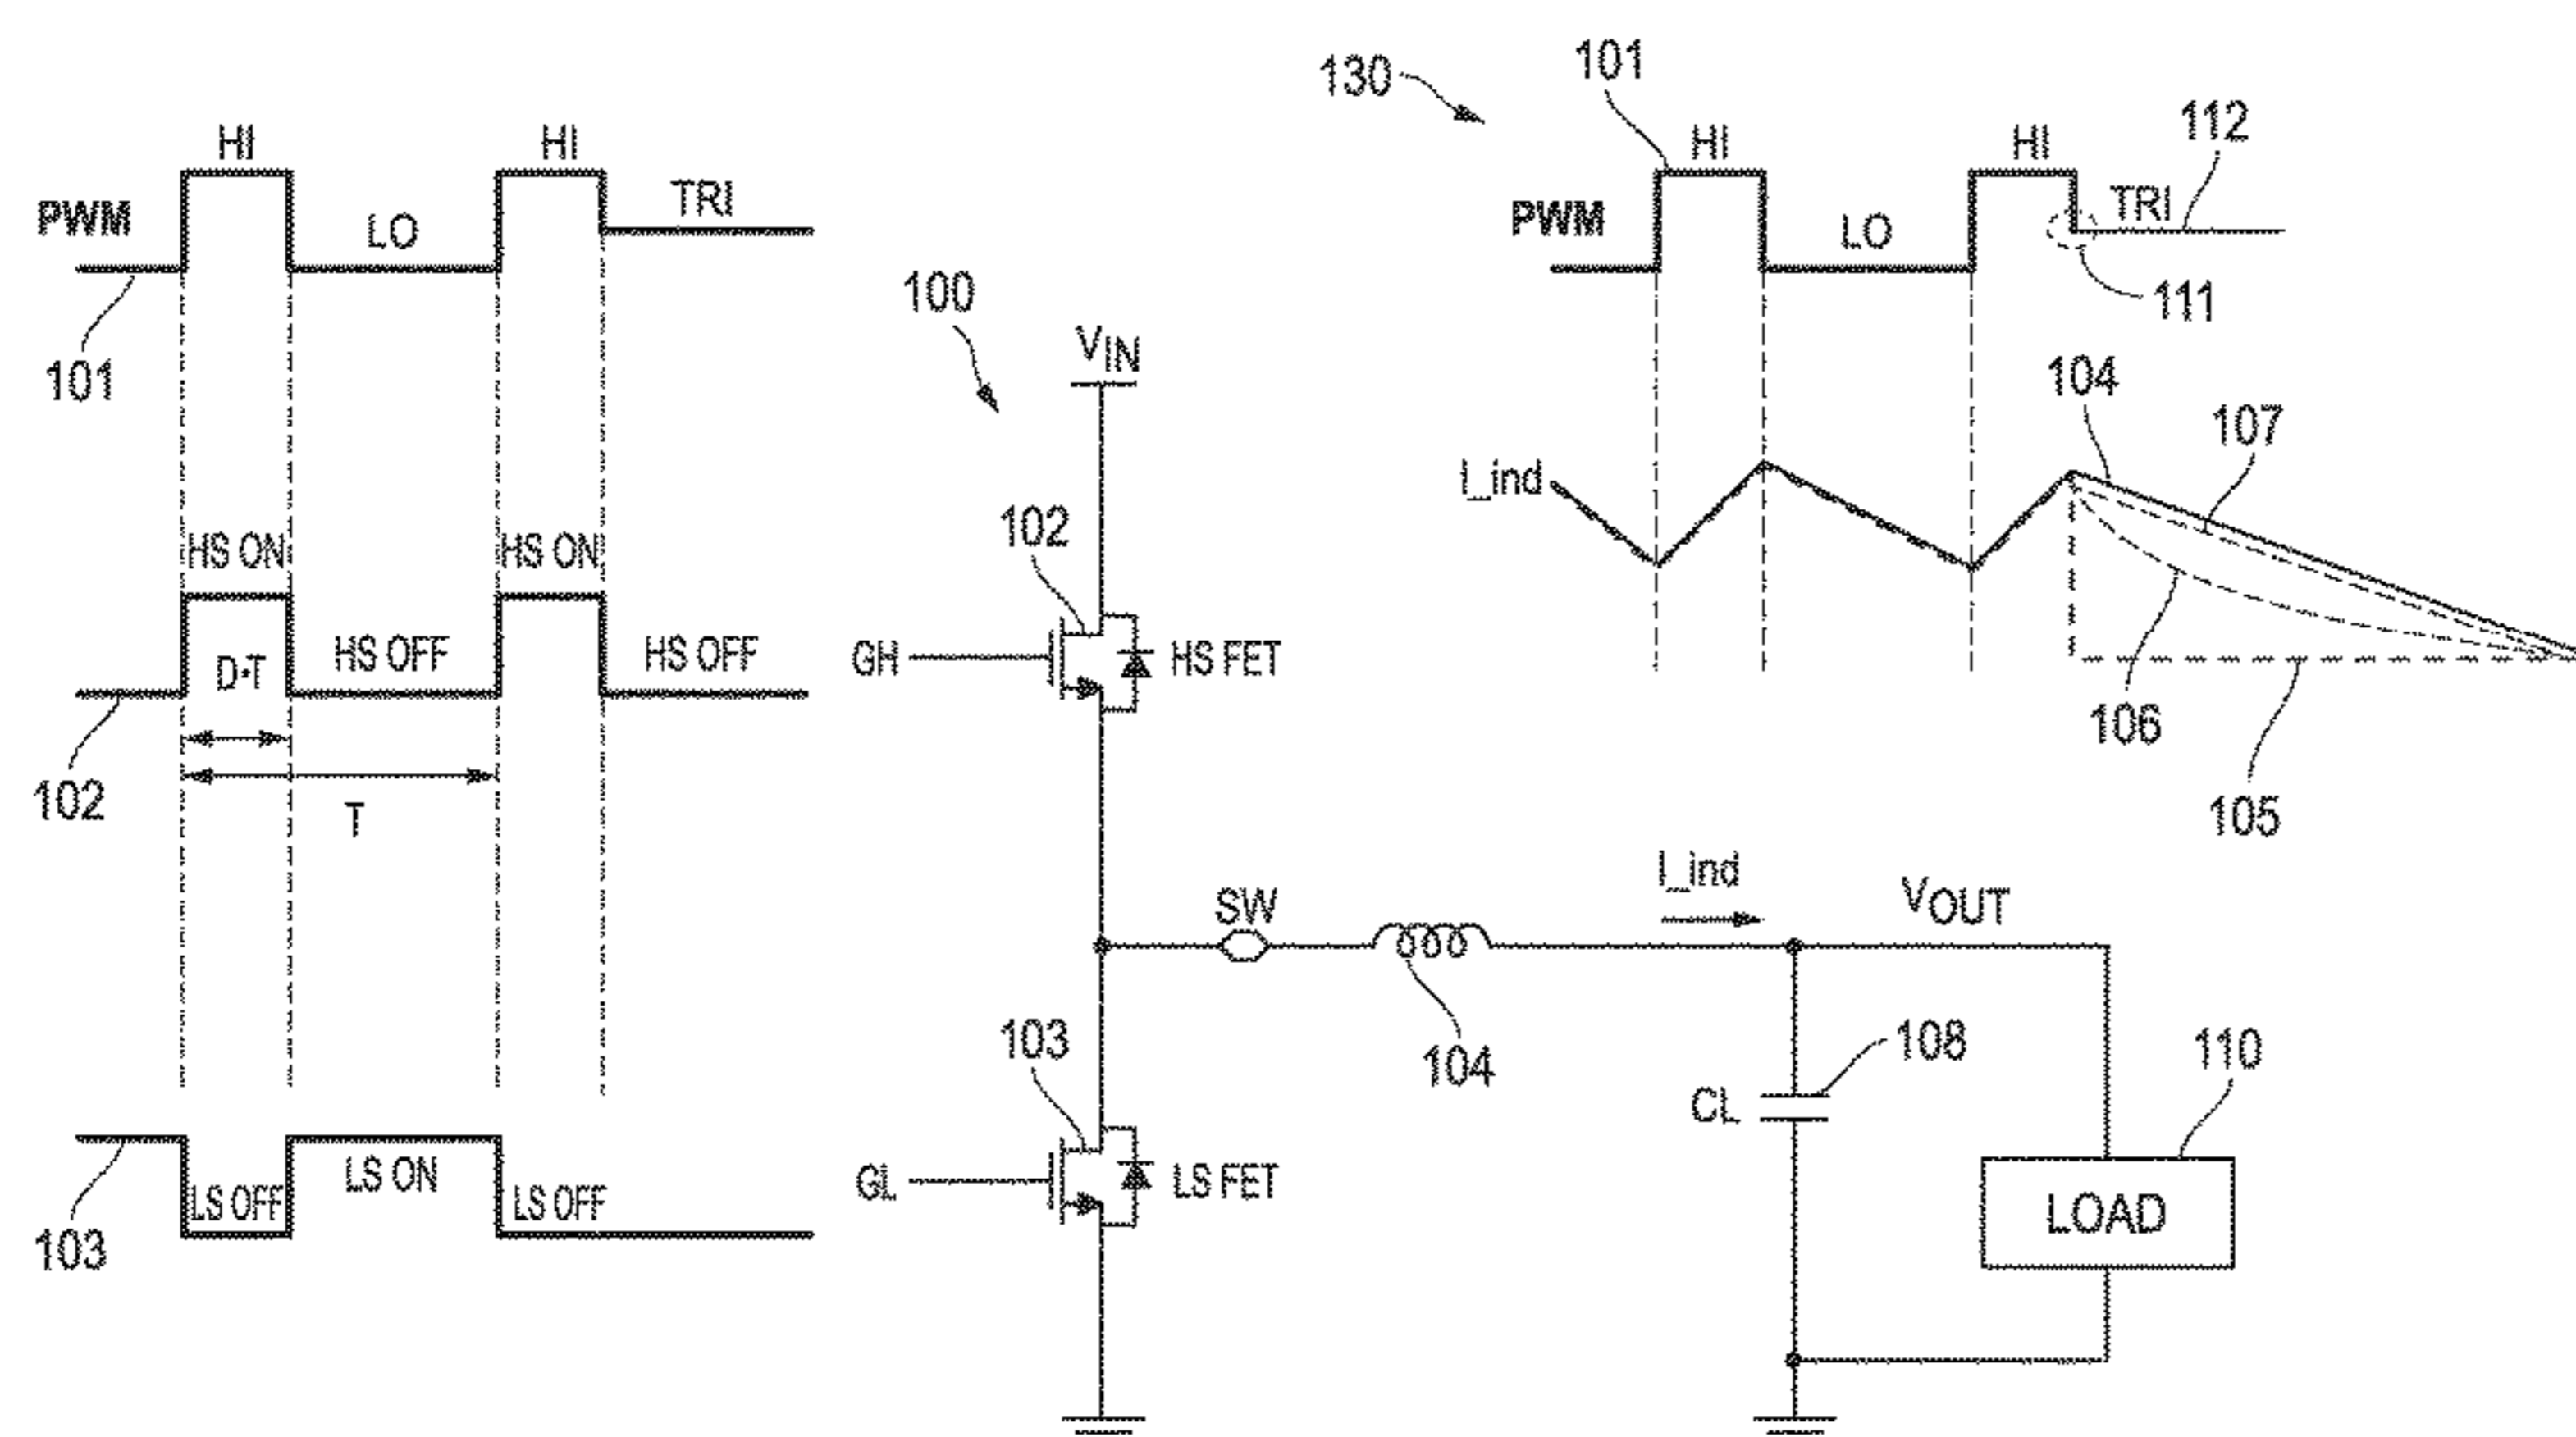 130
101
HI
HI
HI
HI
112
PWM
LO
TRI
PWM
LO
TRI
111
101
100
VIN
104
107
I_ind
102
HS ON
HS ON
D•T
HS OFF
HS OFF
GH
HS FET
106
105
102
T
I_ind
SW
VOUT
103
104
108
110
CL
LS OFF
LS ON
LS OFF
GL
LS FET
LOAD
103